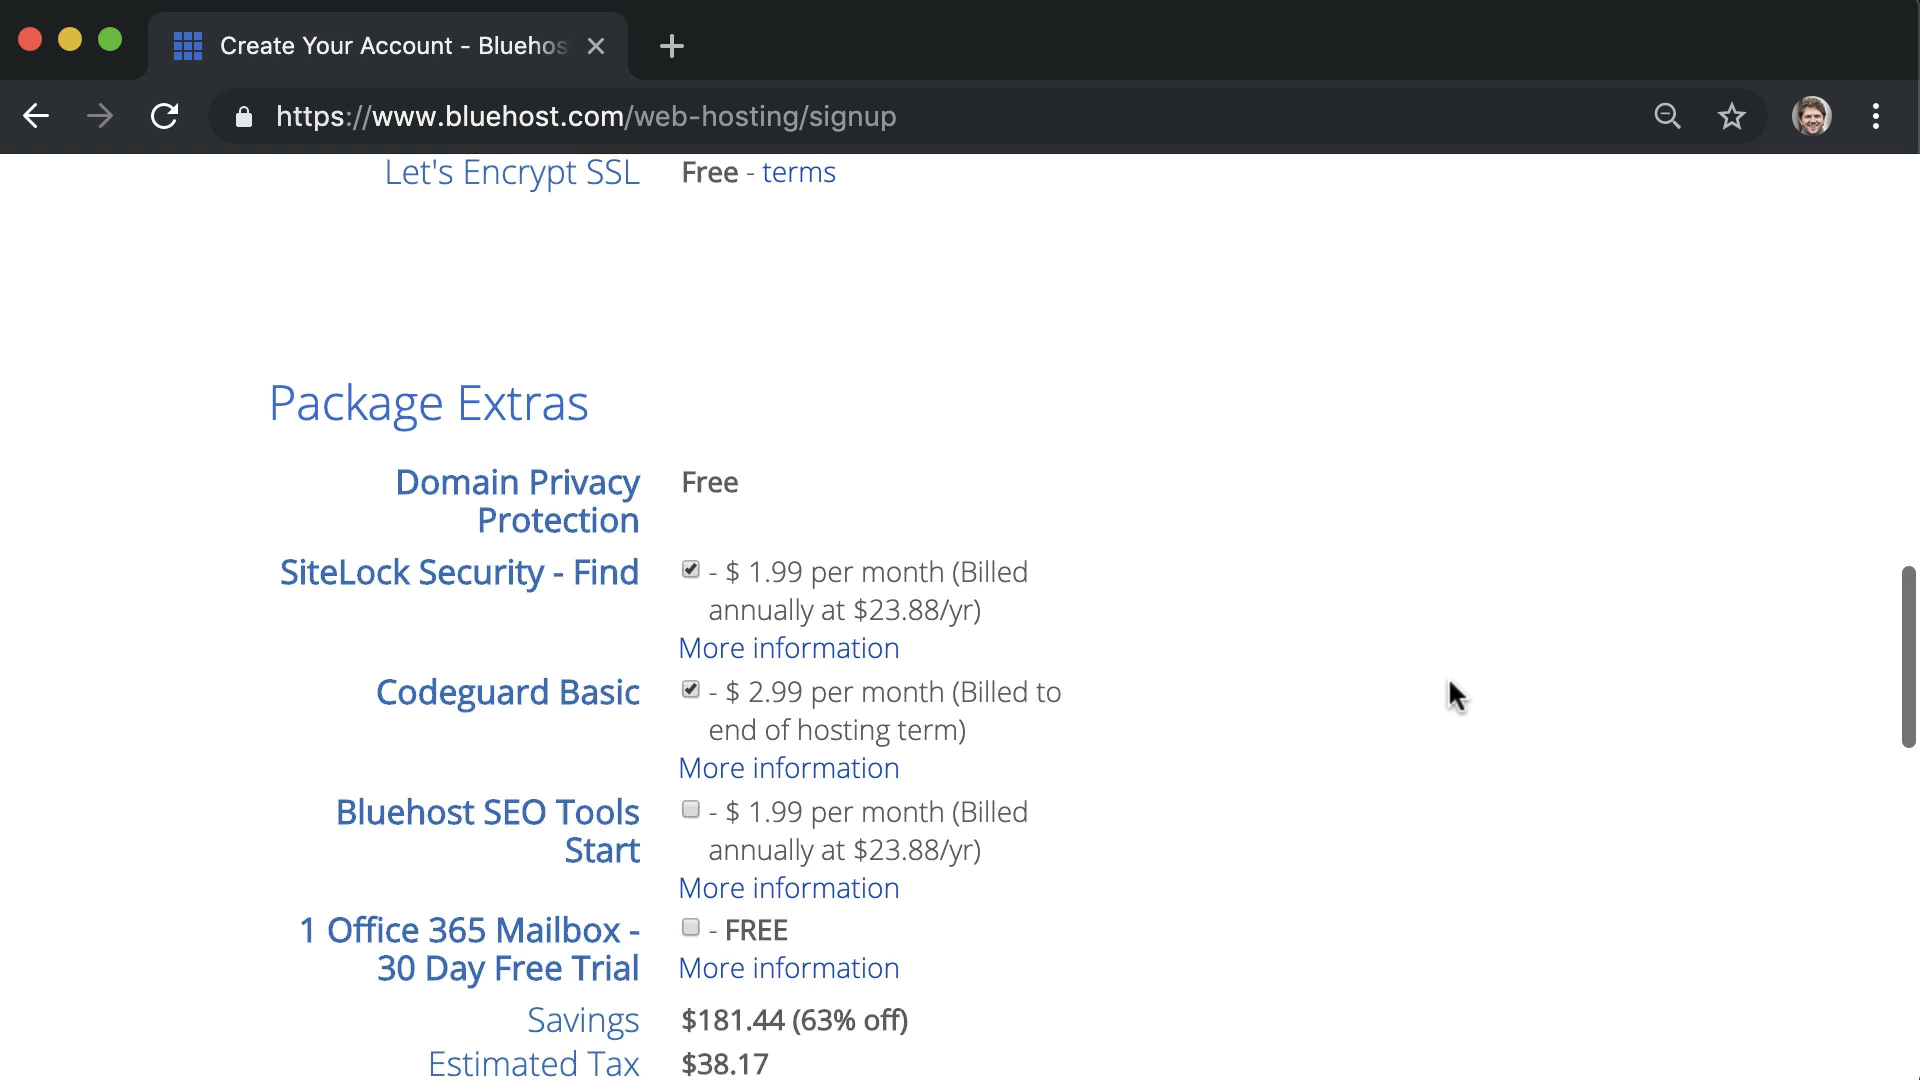 Create Your Account - Bluehos
https://www.bluehost.com/web-hosting/signup
Let's Encrypt SSL Free - terms
Package Extras
Domain Privacy Free
Protection
SiteLock Security - Find - $ 1.99 per month (Billed
annually at $23.88/yr)
More information
Codeguard Basic - $ 2.99 per month (Billed to
end of hosting term)
More information
Bluehost SEO Tools - $ 1.99 per month (Billed
Start annually at $23.88/yr)
More information
1 Office 365 Mailbox - - FREE
30 Day Free Trial More information
Savings $181.44 (63% off)
Estimated Tax $38.17